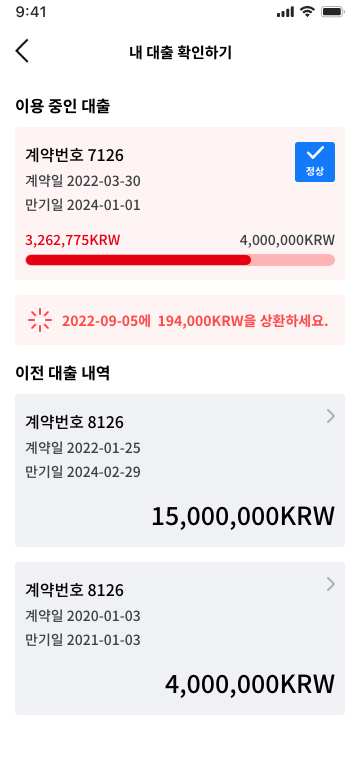 9:41
내 대출 확인하기
이용 중인 대출
계약번호 7126
정상
계약일 2022-03-30
만기일 2024-01-01
3,262,775KRW 4,000,000KRW
2022-09-05에 194,000KRW을 상환하세요.
이전 대출 내역
계약번호 8126
계약일 2022-01-25
만기일 2024-02-29
15,000,000KRW
계약번호 8126
계약일 2020-01-03
만기일 2021-01-03
4,000,000KRW